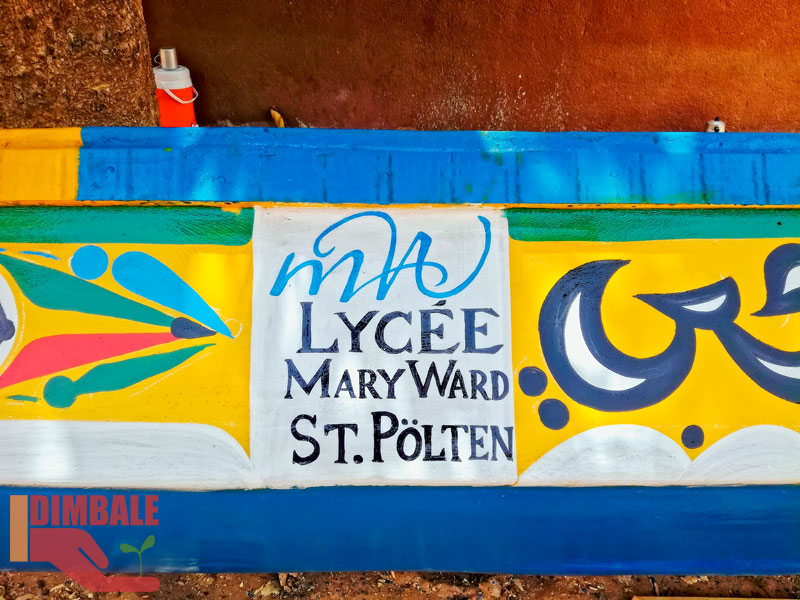 mw
LYCÉE
MARY WARD
ST. PÖLTEN
DIMBALE